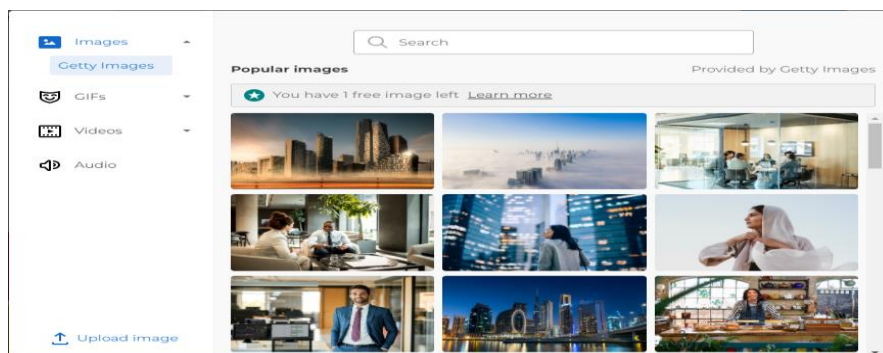 Images
Getty Images
GIFs
Videos
Audio
Upload image
Search
Popular images
Provided by Getty Images
You have 1 free image left Learn more